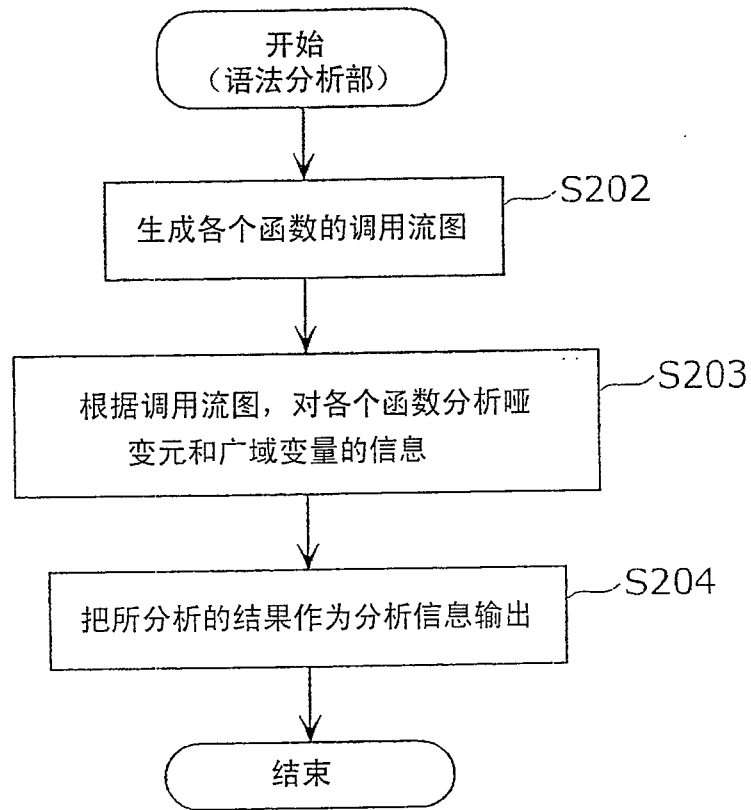 开始
（语法分析部）
S202
生成各个函数的调用流图
S203
根据调用流图，对各个函数分析哑
变元和广域变量的信息
S204
把所分析的结果作为分析信息输出
结束